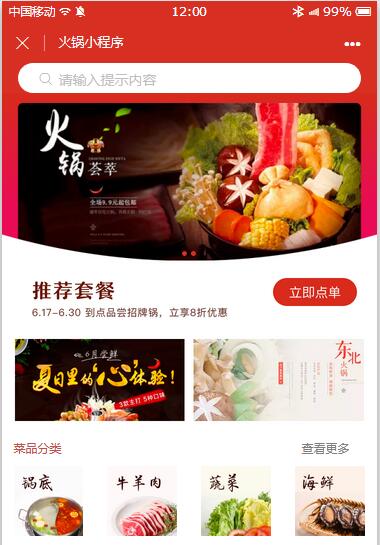 中国移动 12:00 99%
火锅小程序
请输入提示内容
火锅荟萃
全场9.9元起包邮
推荐套餐
立即点单
6.17-6.30 到点品尝招牌锅，立享8折优惠
6月尝鲜
夏日里的“心”体验！
3款主打 5种口味
东北火锅
菜品分类 查看更多
锅底 牛羊肉 蔬菜 海鲜